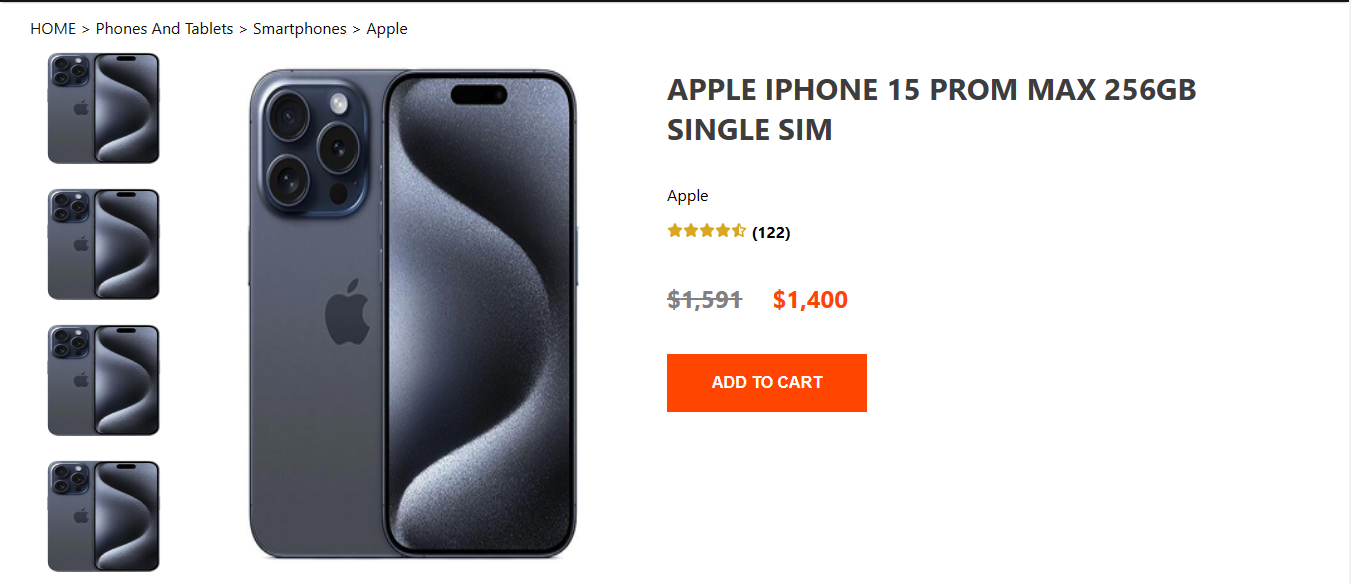 HOME > Phones And Tablets > Smartphones > Apple
APPLE IPHONE 15 PROM MAX 256GB
SINGLE SIM
Apple
(122)
$1,591 $1,400
ADD TO CART